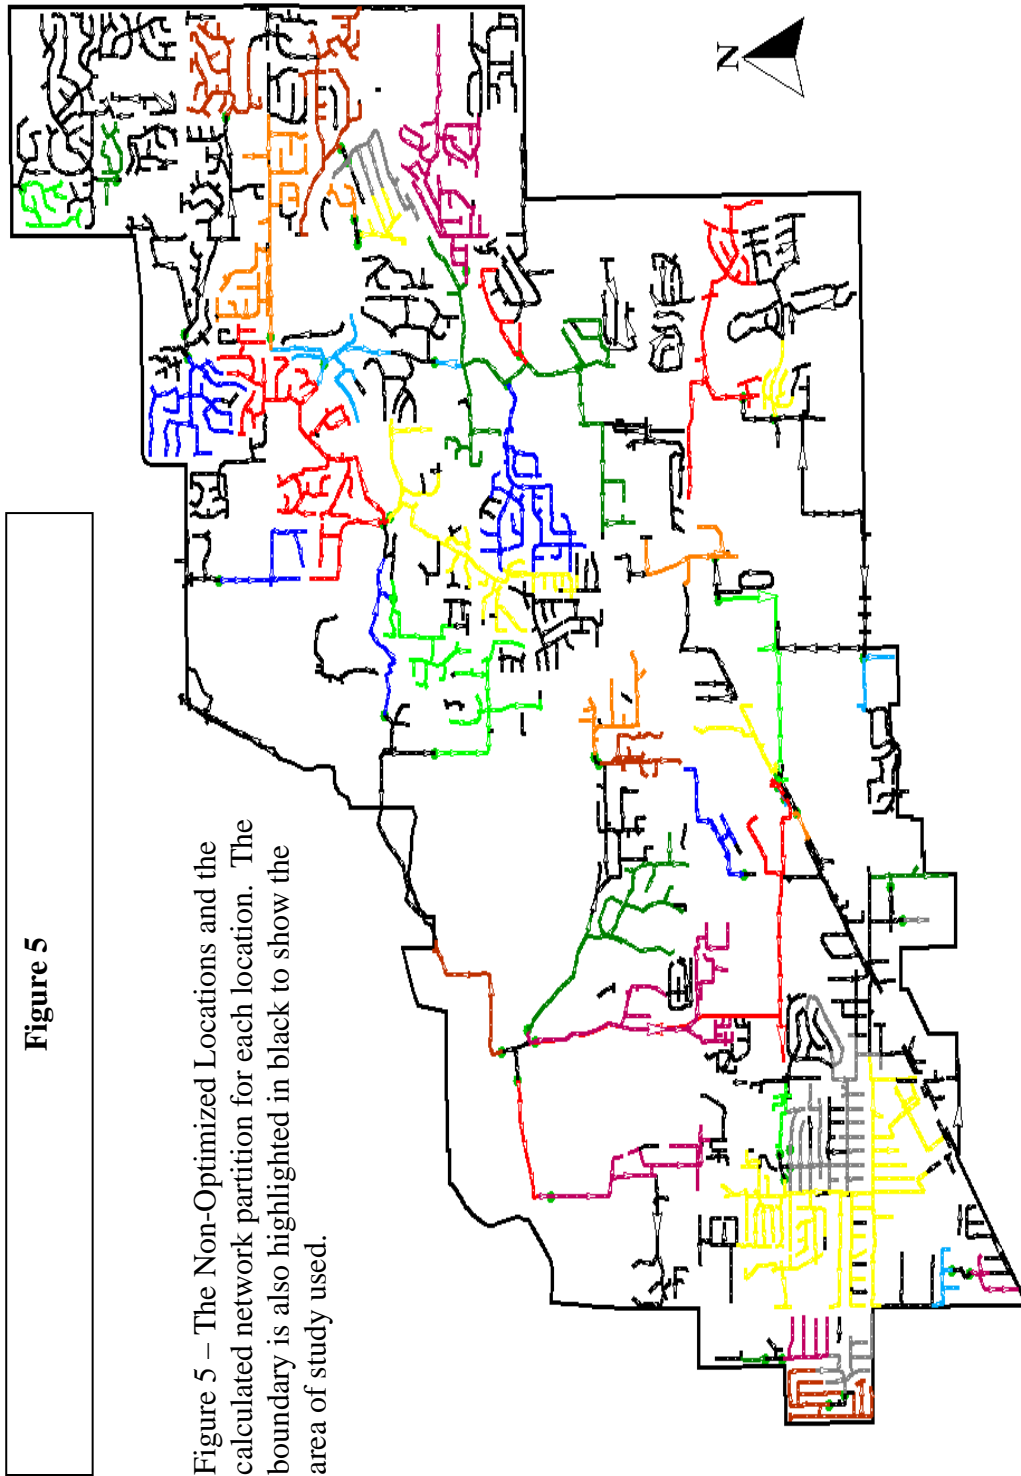 Figure 5
Figure 5 – The Non-Optimized Locations and the
calculated network partition for each location.  The
boundary is also highlighted in black to show the
area of study used.
N